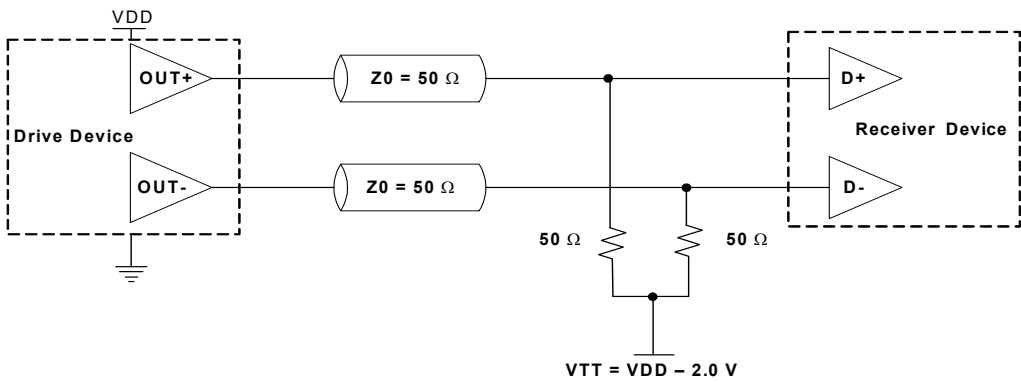 VDD
OUT+
Z0 = 50 Ω
D+
Drive Device
Receiver Device
OUT-
Z0 = 50 Ω
D-
50 Ω
50 Ω
VTT = VDD – 2.0 V